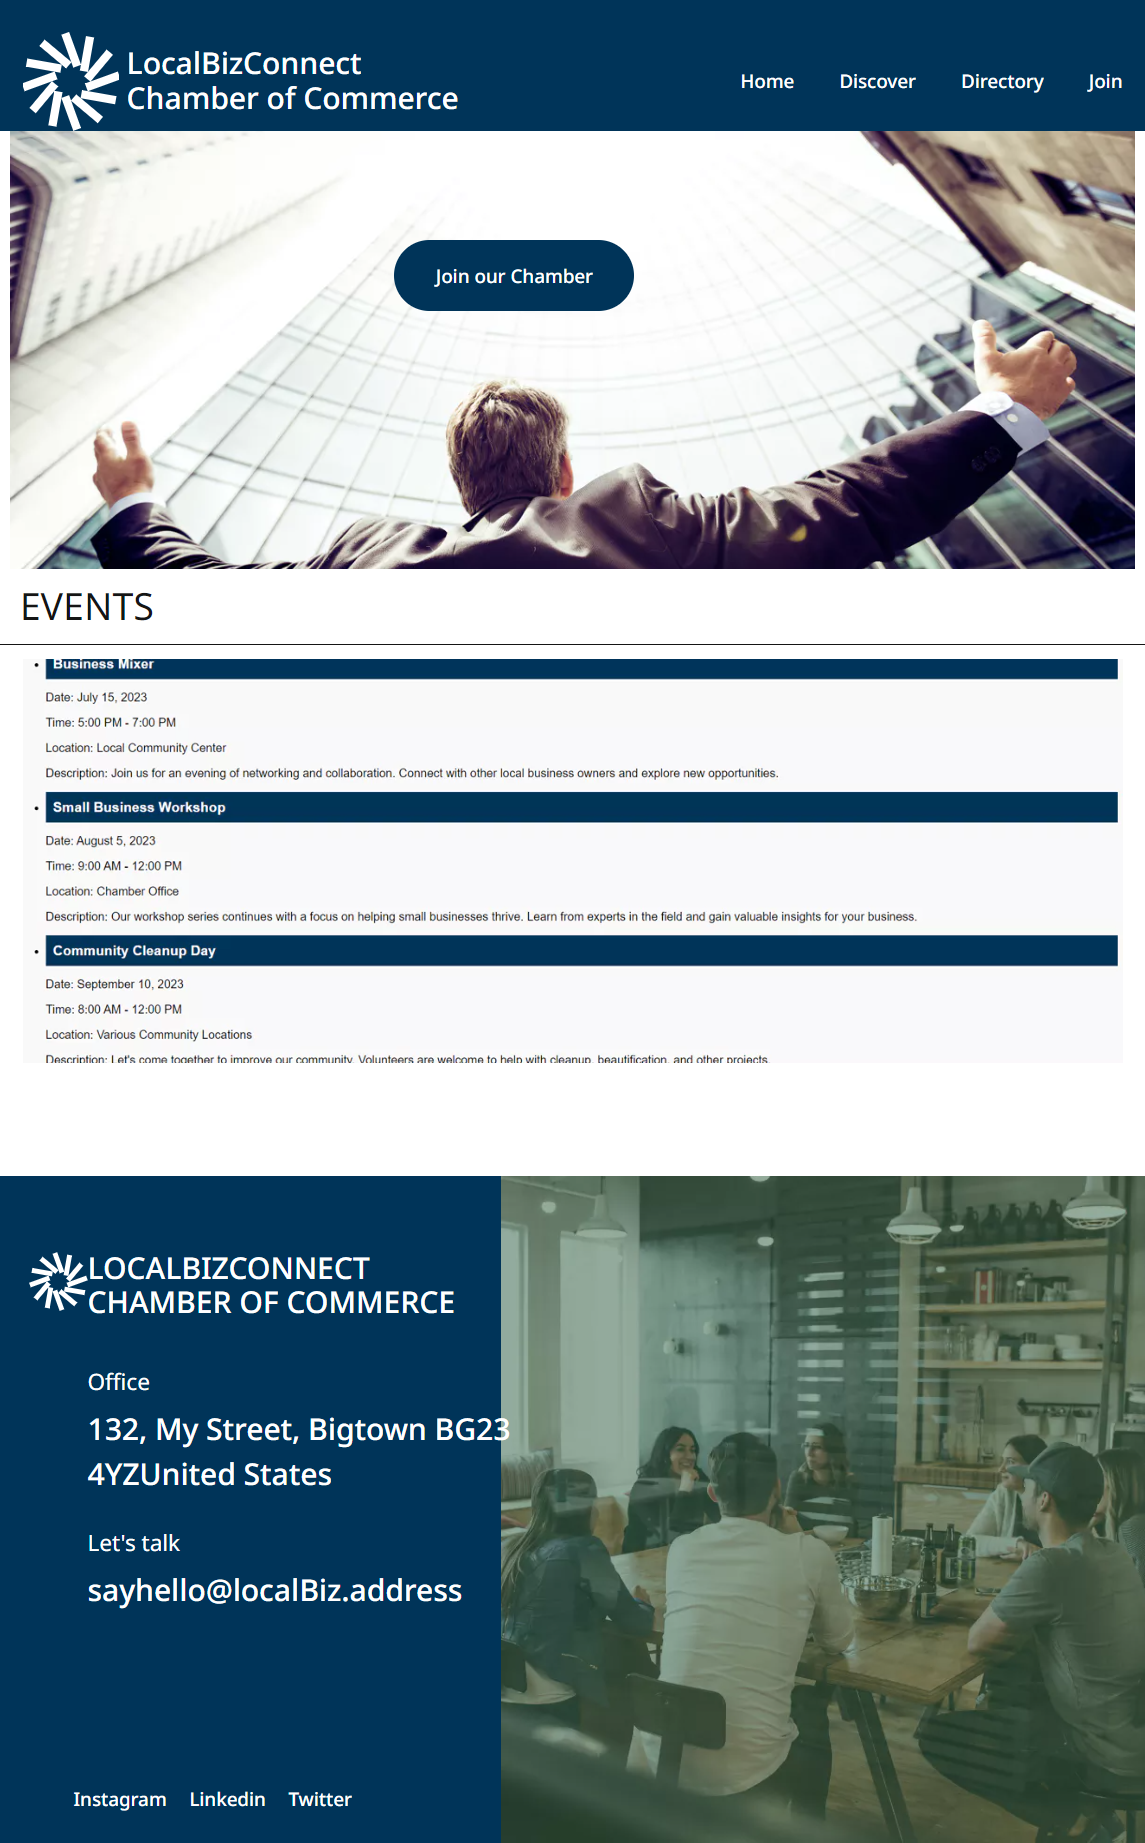 LocalBizConnect
Chamber of Commerce
Home Discover Directory Join
Join our Chamber
EVENTS
Business Mixer
Date: July 15, 2023
Time: 5:00 PM - 7:00 PM
Location: Local Community Center
Description: Join us for an evening of networking and collaboration. Connect with other local business owners and explore new opportunities.
Small Business Workshop
Date: August 5, 2023
Time: 9:00 AM - 12:00 PM
Location: Chamber Office
Description: Our workshop series continues with a focus on helping small businesses thrive. Learn from experts in the field and gain valuable insights for your business.
Community Cleanup Day
Date: September 10, 2023
Time: 8:00 AM - 12:00 PM
Location: Various Community Locations
Description: Let's come together to improve our community. Volunteers are welcome to help with cleanup, beautification, and other projects.
LOCALBIZCONNECT
CHAMBER OF COMMERCE
Office
132, My Street, Bigtown BG23
4YZUnited States
Let's talk
sayhello@localBiz.address
Instagram Linkedin Twitter